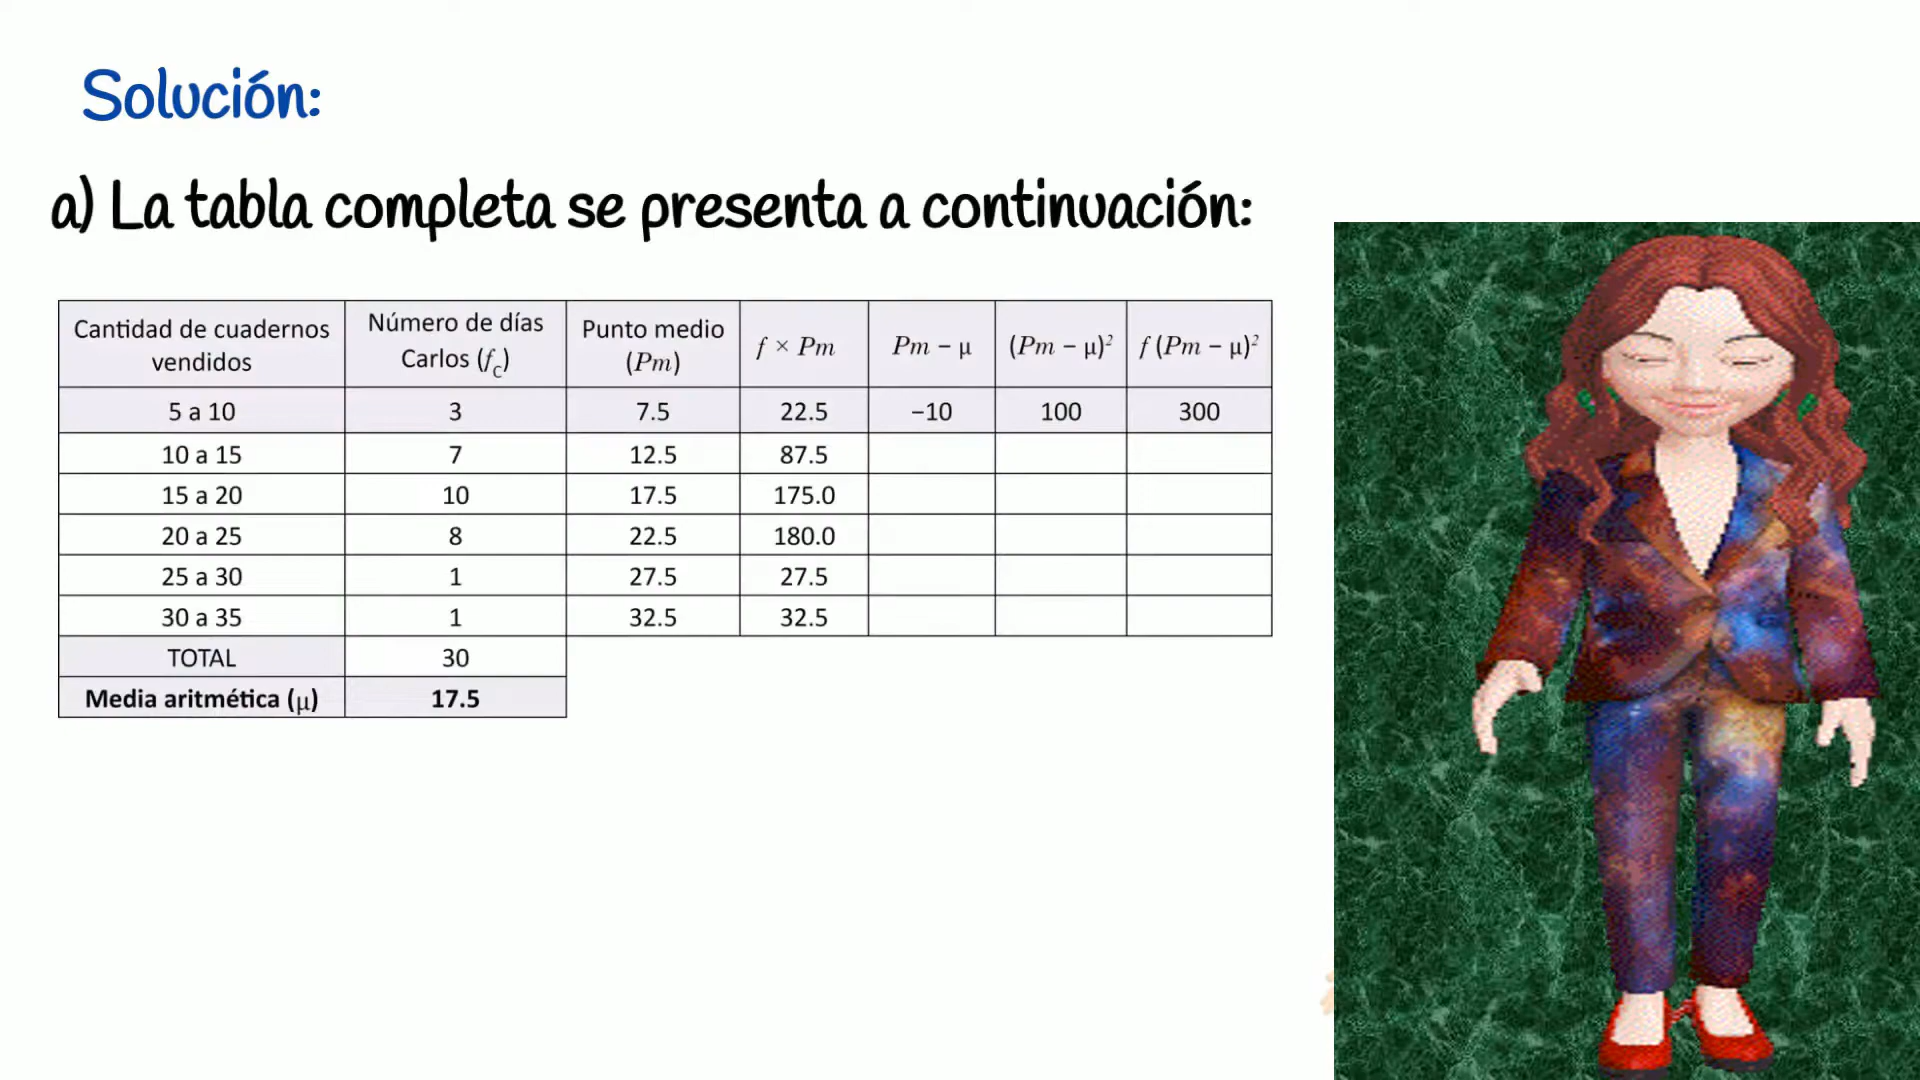 Solución:
a) La tabla completa se presenta a continuación:
Cantidad de cuadernos vendidos | Número de días Carlos (f_C) | Punto medio (Pm) | f × Pm | Pm − μ | (Pm − μ)² | f (Pm − μ)²
5 a 10 | 3 | 7.5 | 22.5 | −10 | 100 | 300
10 a 15 | 7 | 12.5 | 87.5
15 a 20 | 10 | 17.5 | 175.0
20 a 25 | 8 | 22.5 | 180.0
25 a 30 | 1 | 27.5 | 27.5
30 a 35 | 1 | 32.5 | 32.5
TOTAL | 30
Media aritmética (μ) | 17.5